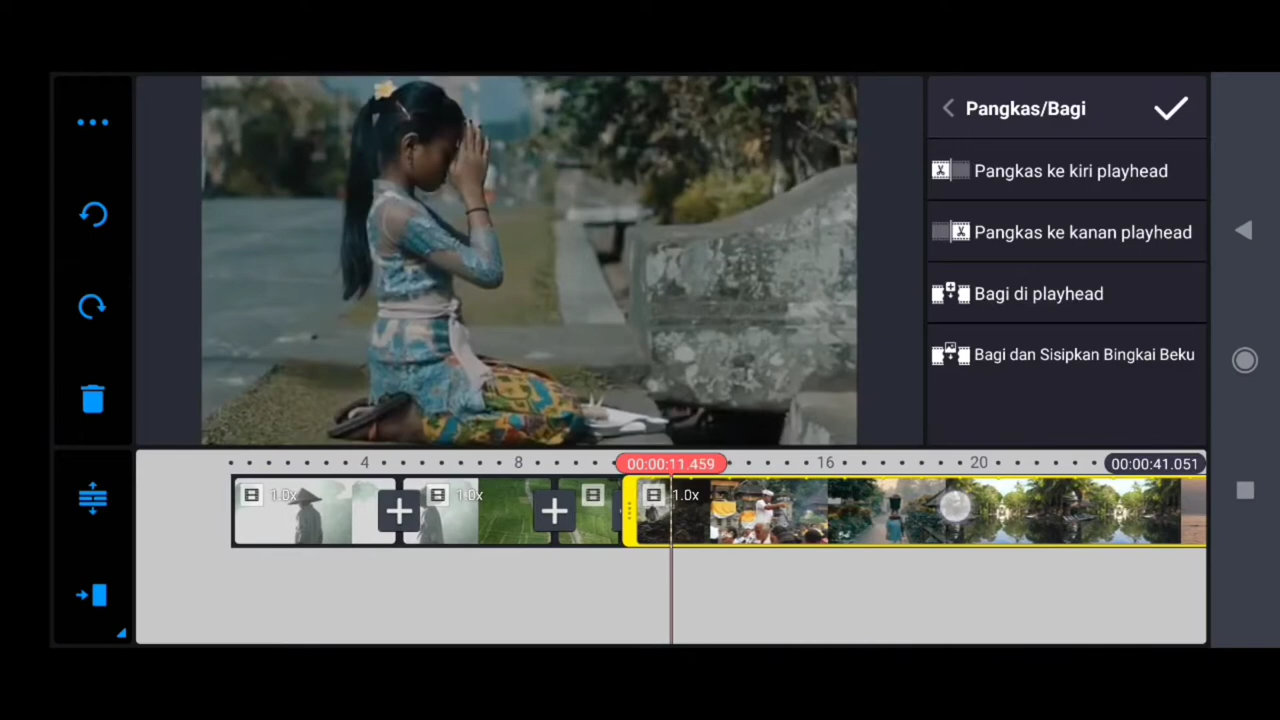 Pangkas/Bagi
Pangkas ke kiri playhead
Pangkas ke kanan playhead
Bagi di playhead
Bagi dan Sisipkan Bingkai Beku
4
8
00:00:11.459
16
20
00:00:41.051
1.0x
1.0x
1.0x